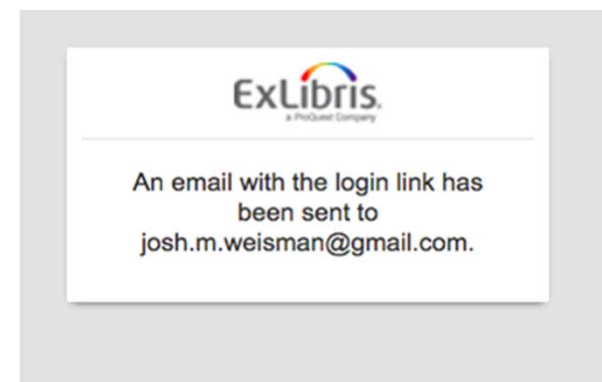 ExLibris.
a ProQuest Company
An email with the login link has
been sent to
josh.m.weisman@gmail.com.